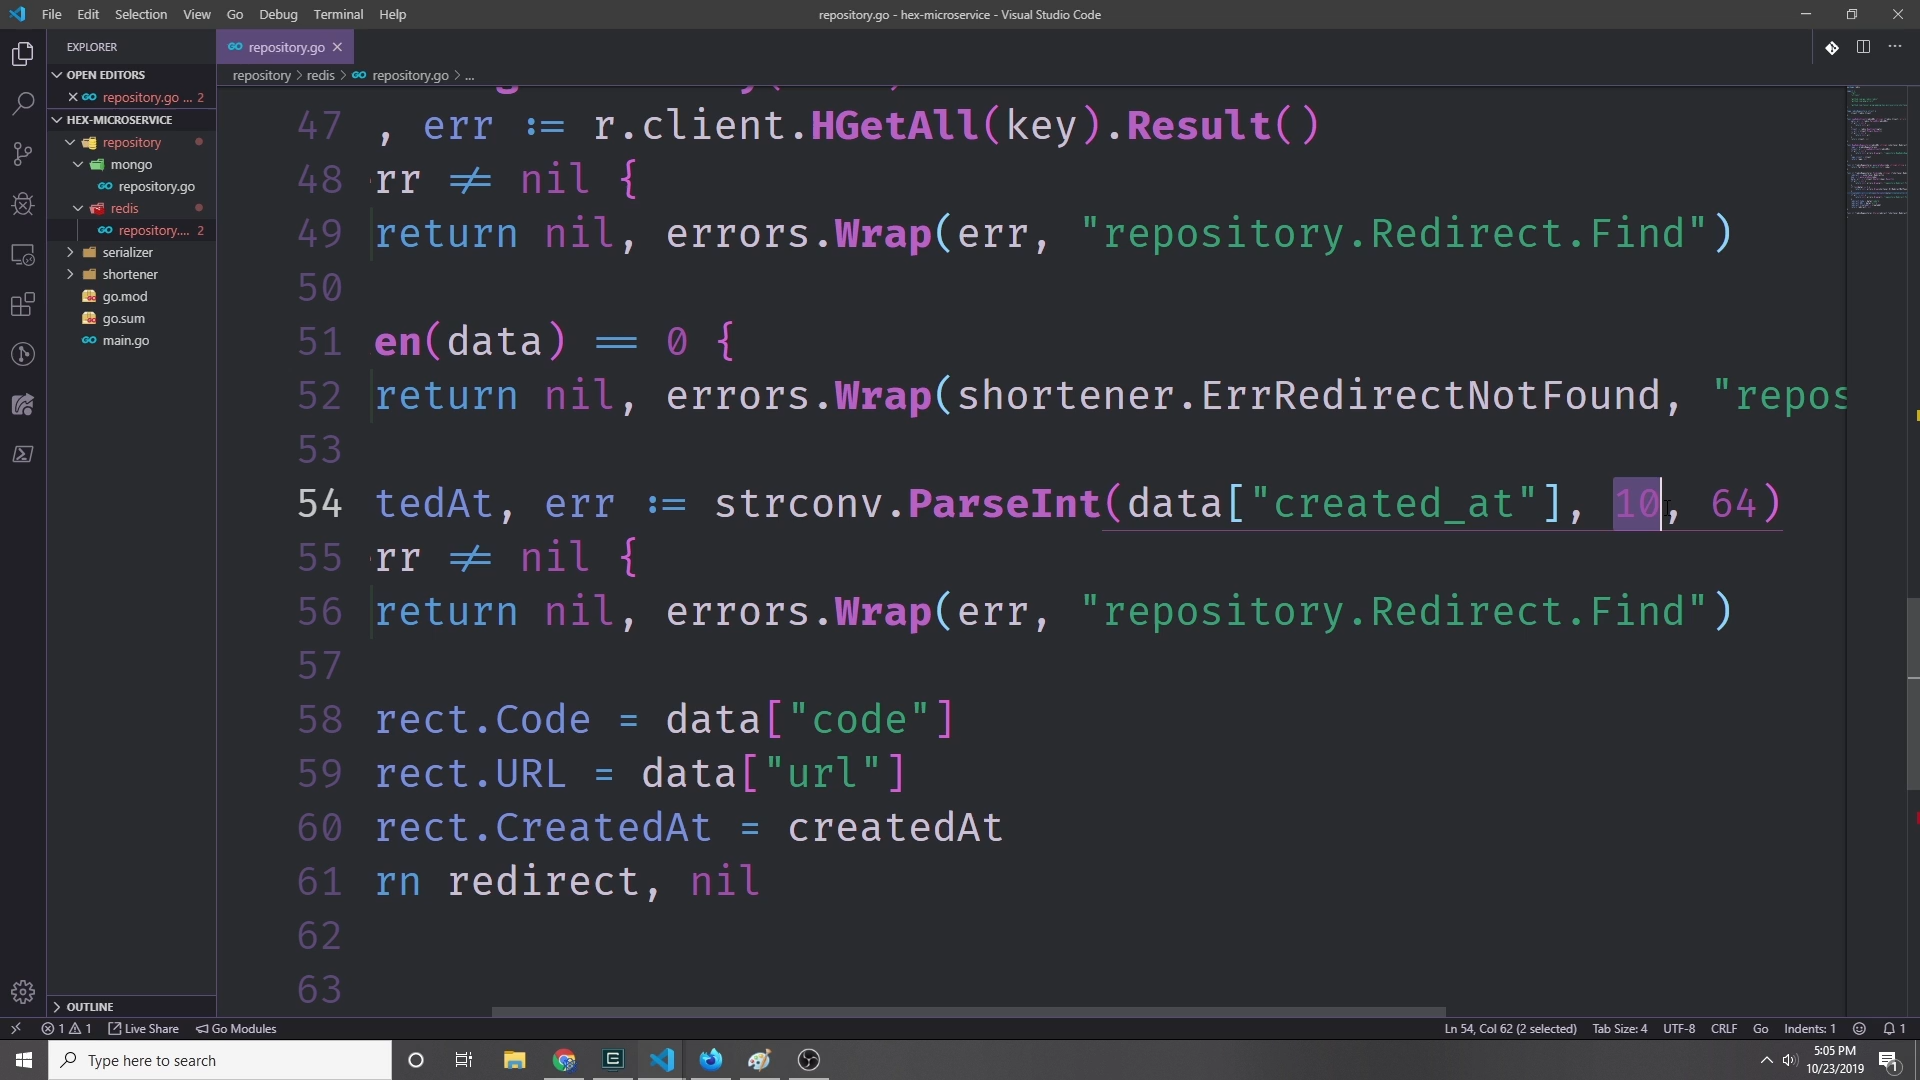 File Edit Selection View Go Debug Terminal Help
repository.go - hex-microservice - Visual Studio Code
EXPLORER
repository.go
OPEN EDITORS
repository > redis > repository.go > ...
repository.go ... 2
HEX-MICROSERVICE
repository
mongo
repository.go
redis
repository.... 2
serializer
shortener
go.mod
go.sum
main.go
47 , err := r.client.HGetAll(key).Result()
48 rr ≠ nil {
49 return nil, errors.Wrap(err, "repository.Redirect.Find")
50
51 en(data) == 0 {
52 return nil, errors.Wrap(shortener.ErrRedirectNotFound, "repos
53
54 tedAt, err := strconv.ParseInt(data["created_at"], 10, 64)
55 rr ≠ nil {
56 return nil, errors.Wrap(err, "repository.Redirect.Find")
57
58 rect.Code = data["code"]
59 rect.URL = data["url"]
60 rect.CreatedAt = createdAt
61 rn redirect, nil
62
63
OUTLINE
1 1 Live Share Go Modules
Ln 54, Col 62 (2 selected) Tab Size: 4 UTF-8 CRLF Go Indents: 1 1
Type here to search
5:05 PM
10/23/2019
1